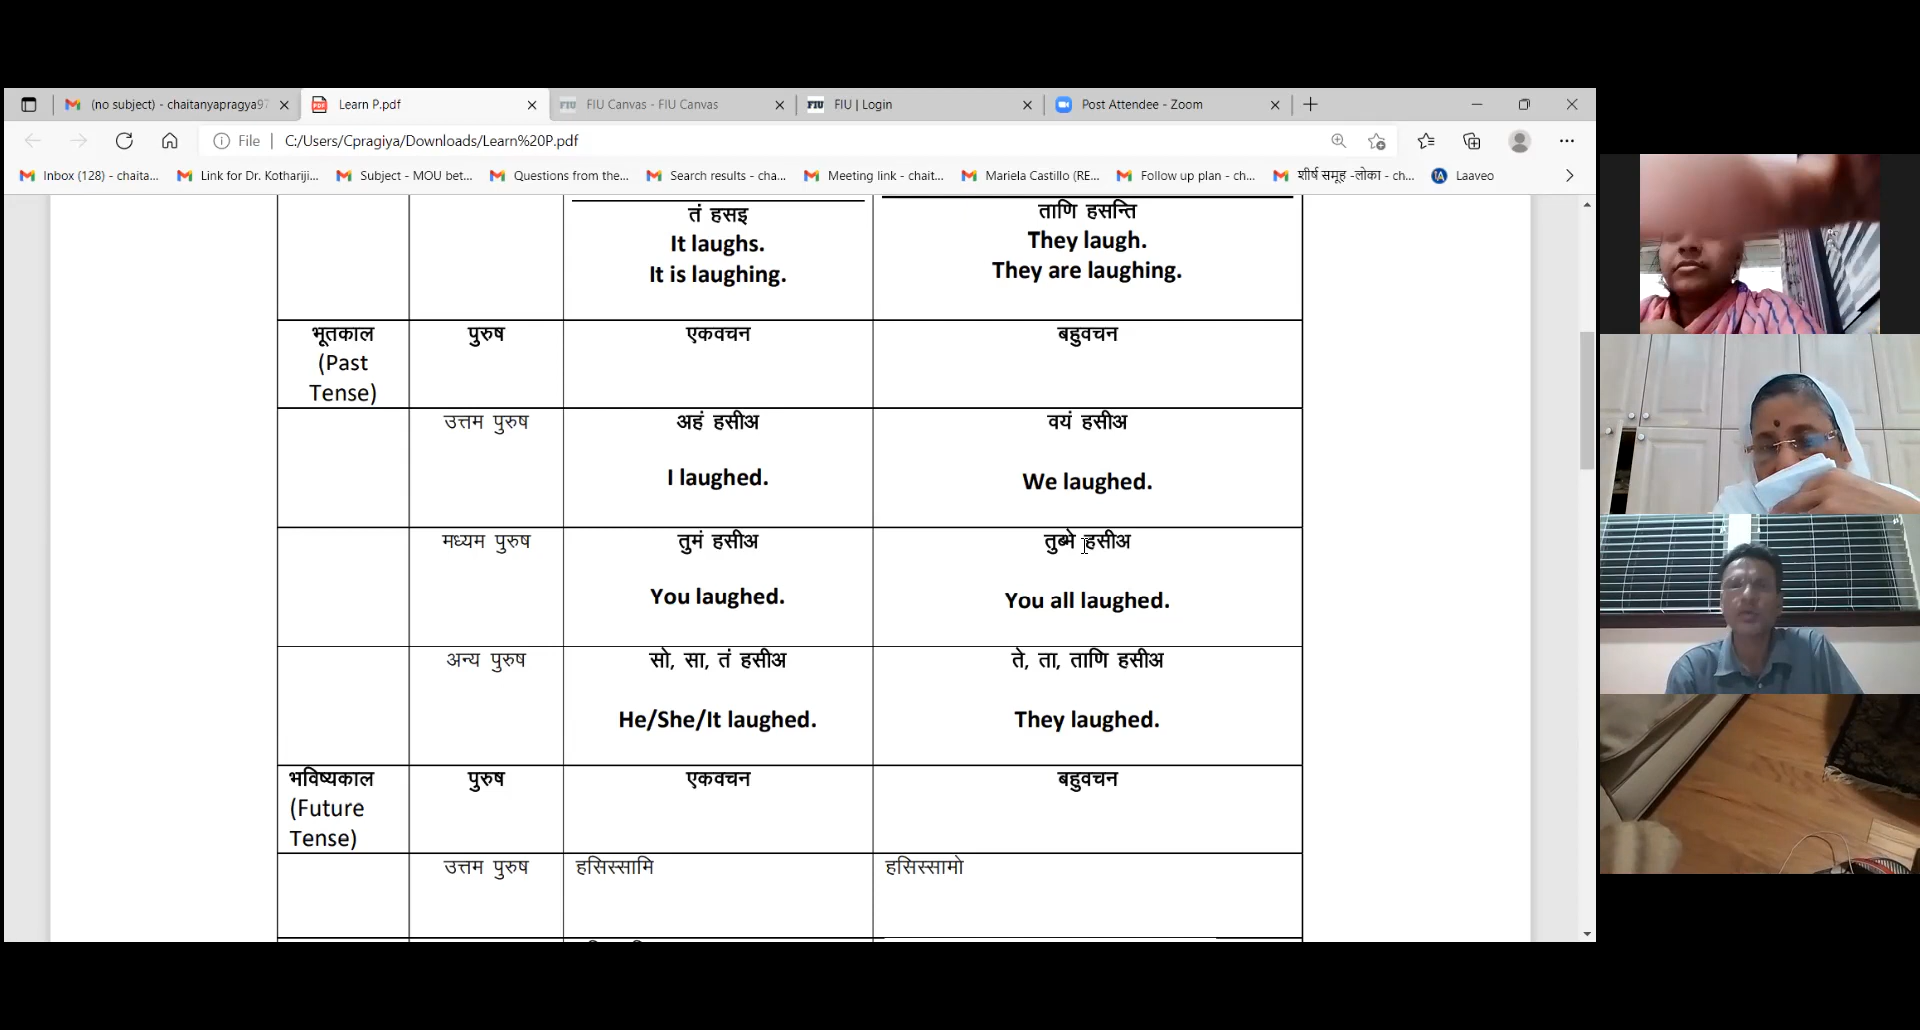 (no subject) - chaitanyapragya97
Learn P.pdf
FIU Canvas - FIU Canvas
FIU | Login
Post Attendee - Zoom
File
C:/Users/Cpragiya/Downloads/Learn%20P.pdf
Inbox (128) - chaita...
Link for Dr. Kothariji...
Subject - MOU bet...
Questions from the...
Search results - cha...
Meeting link - chait...
Mariela Castillo (RE...
Follow up plan - ch...
शीर्ष समूह -लोका - ch...
Laaveo
तं हसइ
It laughs.
It is laughing.
ताणि हसन्ति
They laugh.
They are laughing.
भूतकाल
(Past
Tense)
पुरुष
एकवचन
बहुवचन
उत्तम पुरुष
अहं हसीअ
I laughed.
वयं हसीअ
We laughed.
मध्यम पुरुष
तुमं हसीअ
You laughed.
तुब्भे हसीअ
You all laughed.
अन्य पुरुष
सो, सा, तं हसीअ
He/She/It laughed.
ते, ता, ताणि हसीअ
They laughed.
भविष्यकाल
(Future
Tense)
पुरुष
एकवचन
बहुवचन
उत्तम पुरुष
हसिस्सामि
हसिस्सामो